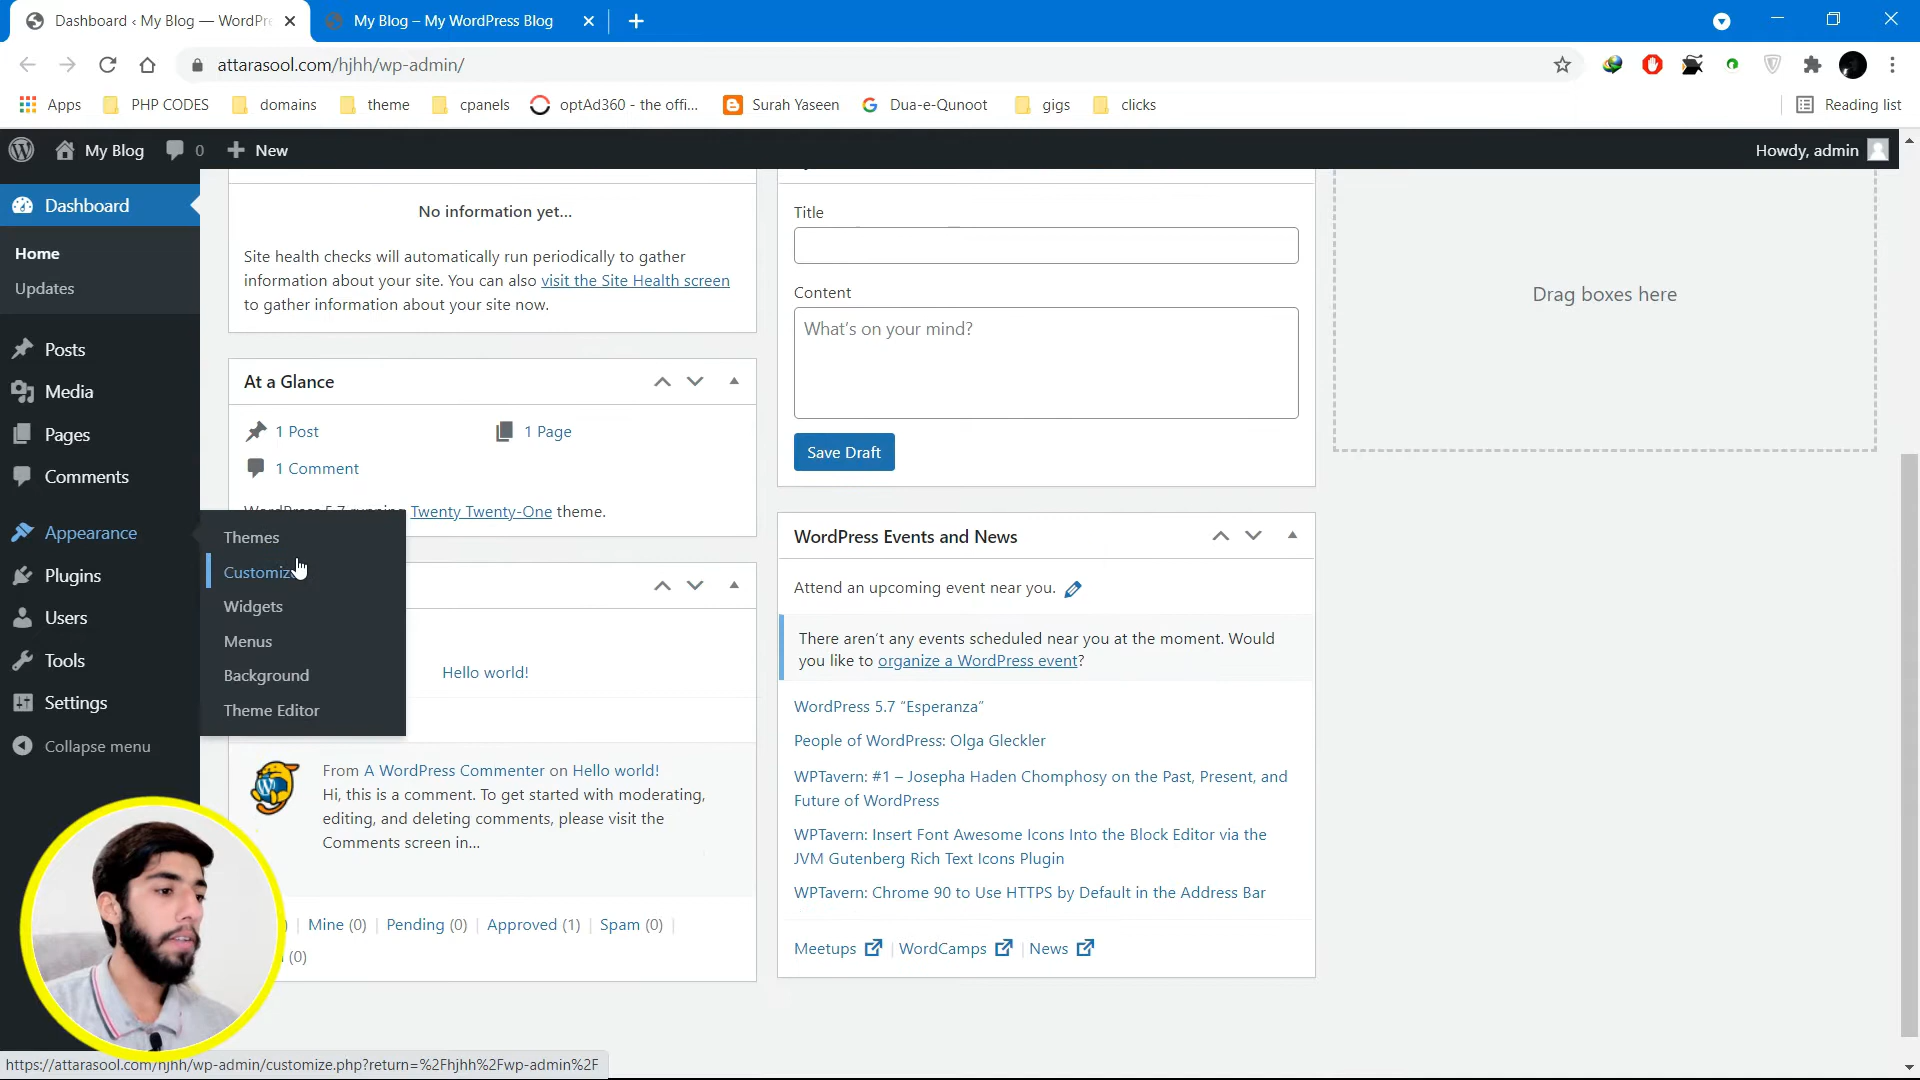 Dashboard ‹ My Blog — WordPr
My Blog – My WordPress Blog
attarasool.com/hjhh/wp-admin/
Apps
PHP CODES
domains
theme
cpanels
optAd360 - the offi...
Surah Yaseen
Dua-e-Qunoot
gigs
clicks
Reading list
My Blog
0
New
Howdy, admin
Dashboard
Home
Updates
Posts
Media
Pages
Comments
Appearance
Plugins
Users
Tools
Settings
Collapse menu
Themes
Customize
Widgets
Menus
Background
Theme Editor
No information yet...
Site health checks will automatically run periodically to gather
information about your site. You can also visit the Site Health screen
to gather information about your site now.
At a Glance
1 Post
1 Page
1 Comment
WordPress 5.7 running Twenty Twenty-One theme.
Hello world!
From A WordPress Commenter on Hello world!
Hi, this is a comment. To get started with moderating,
editing, and deleting comments, please visit the
Comments screen in...
Mine (0) | Pending (0) | Approved (1) | Spam (0) |
(0)
Title
Content
What's on your mind?
Save Draft
WordPress Events and News
Attend an upcoming event near you.
There aren't any events scheduled near you at the moment. Would
you like to organize a WordPress event?
WordPress 5.7 “Esperanza”
People of WordPress: Olga Gleckler
WPTavern: #1 – Josepha Haden Chomphosy on the Past, Present, and
Future of WordPress
WPTavern: Insert Font Awesome Icons Into the Block Editor via the
JVM Gutenberg Rich Text Icons Plugin
WPTavern: Chrome 90 to Use HTTPS by Default in the Address Bar
Meetups | WordCamps | News
Drag boxes here
https://attarasool.com/hjhh/wp-admin/customize.php?return=%2Fhjhh%2Fwp-admin%2F